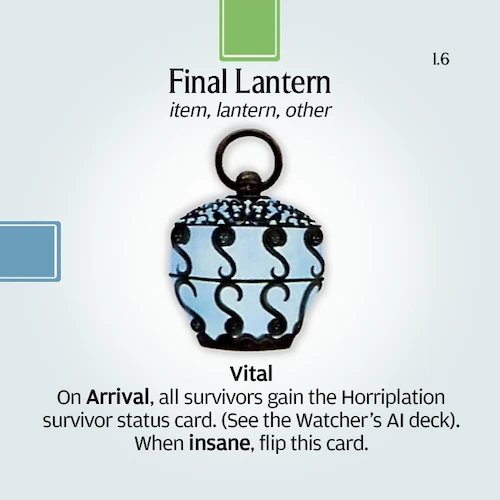 1.6
Final Lantern
item, lantern, other
Vital
On Arrival, all survivors gain the Horriplation
survivor status card. (See the Watcher's AI deck).
When insane, flip this card.